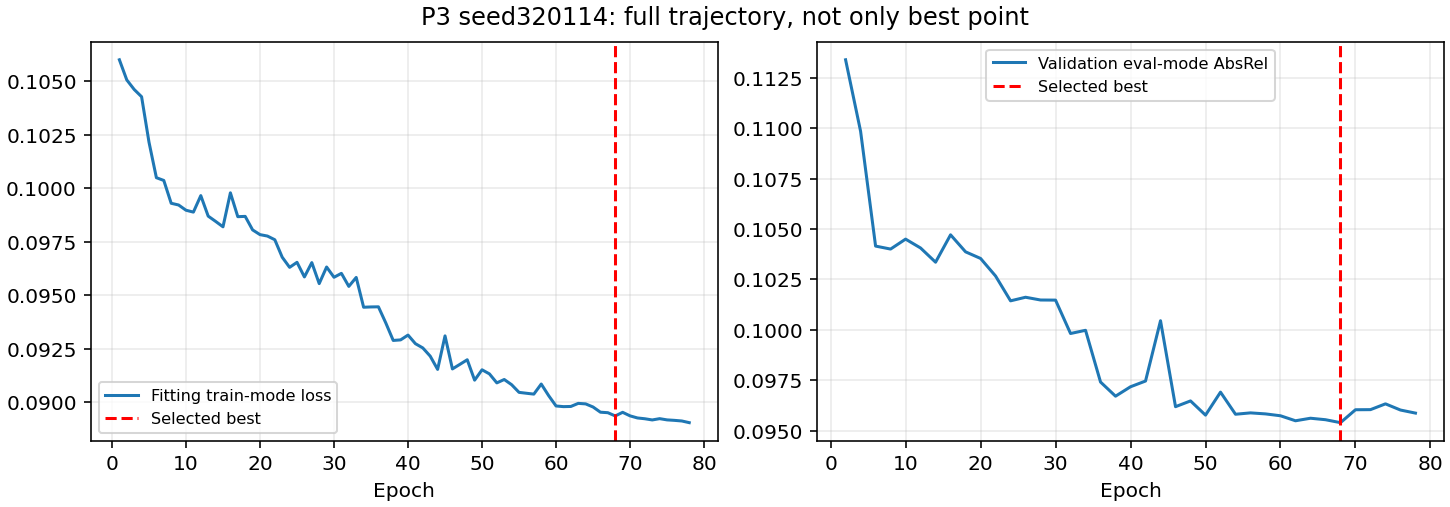 P3 seed320114: full trajectory, not only best point
0.1050
0.1025
0.1000
0.0975
0.0950
0.0925
0.0900
Fitting train-mode loss
Selected best
0 10 20 30 40 50 60 70 80
Epoch
0.1125
0.1100
0.1075
0.1050
0.1025
0.1000
0.0975
0.0950
Validation eval-mode AbsRel
Selected best
0 10 20 30 40 50 60 70 80
Epoch